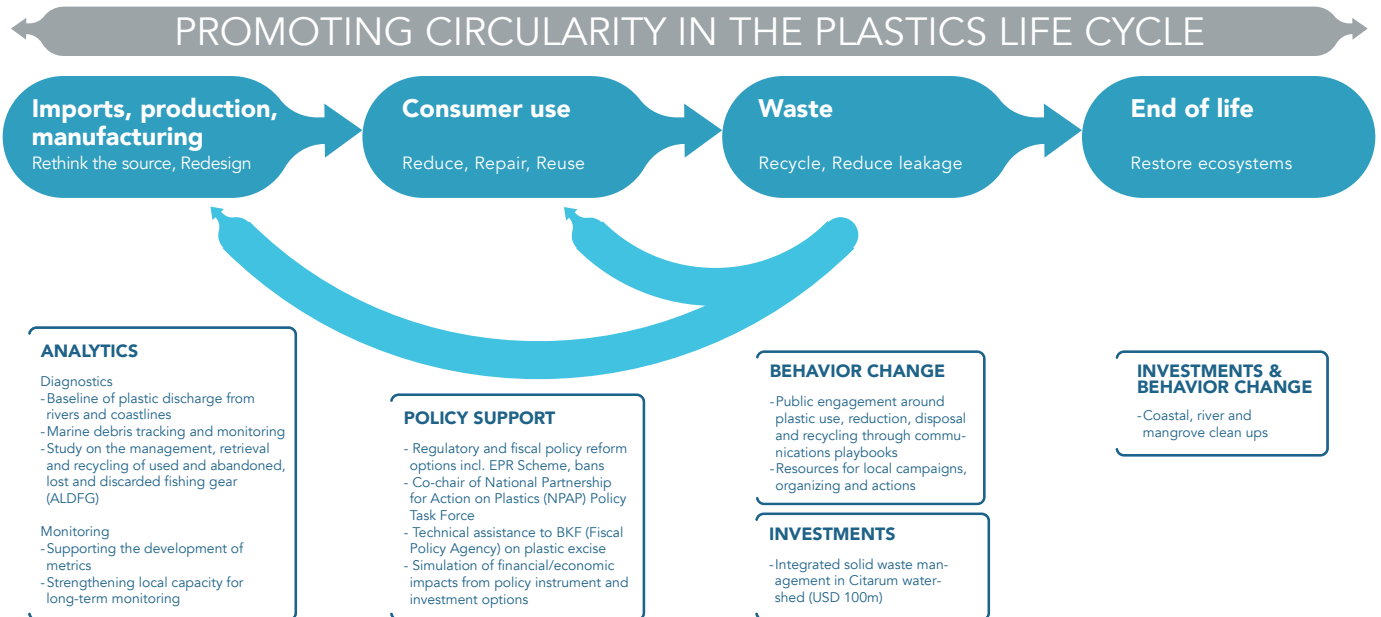 PROMOTING CIRCULARITY IN THE PLASTICS LIFE CYCLE
Imports, production,
manufacturing
Rethink the source, Redesign
Consumer use
Reduce, Repair, Reuse
Waste
Recycle, Reduce leakage
End of life
Restore ecosystems
ANALYTICS
Diagnostics
-Baseline of plastic discharge from
rivers and coastlines
-Marine debris tracking and monitoring
-Study on the management, retrieval
and recycling of used and abandoned,
lost and discarded fishing gear
(ALDFG)
Monitoring
-Supporting the development of
metrics
-Strengthening local capacity for
long-term monitoring
POLICY SUPPORT
- Regulatory and fiscal policy reform
options incl. EPR Scheme, bans
- Co-chair of National Partnership
for Action on Plastics (NPAP) Policy
Task Force
- Technical assistance to BKF (Fiscal
Policy Agency) on plastic excise
- Simulation of financial/economic
impacts from policy instrument and
investment options
BEHAVIOR CHANGE
-Public engagement around
plastic use, reduction, disposal
and recycling through commu-
nications playbooks
-Resources for local campaigns,
organizing and actions
INVESTMENTS
-Integrated solid waste man-
agement in Citarum water-
shed (USD 100m)
INVESTMENTS &
BEHAVIOR CHANGE
-Coastal, river and
mangrove clean ups